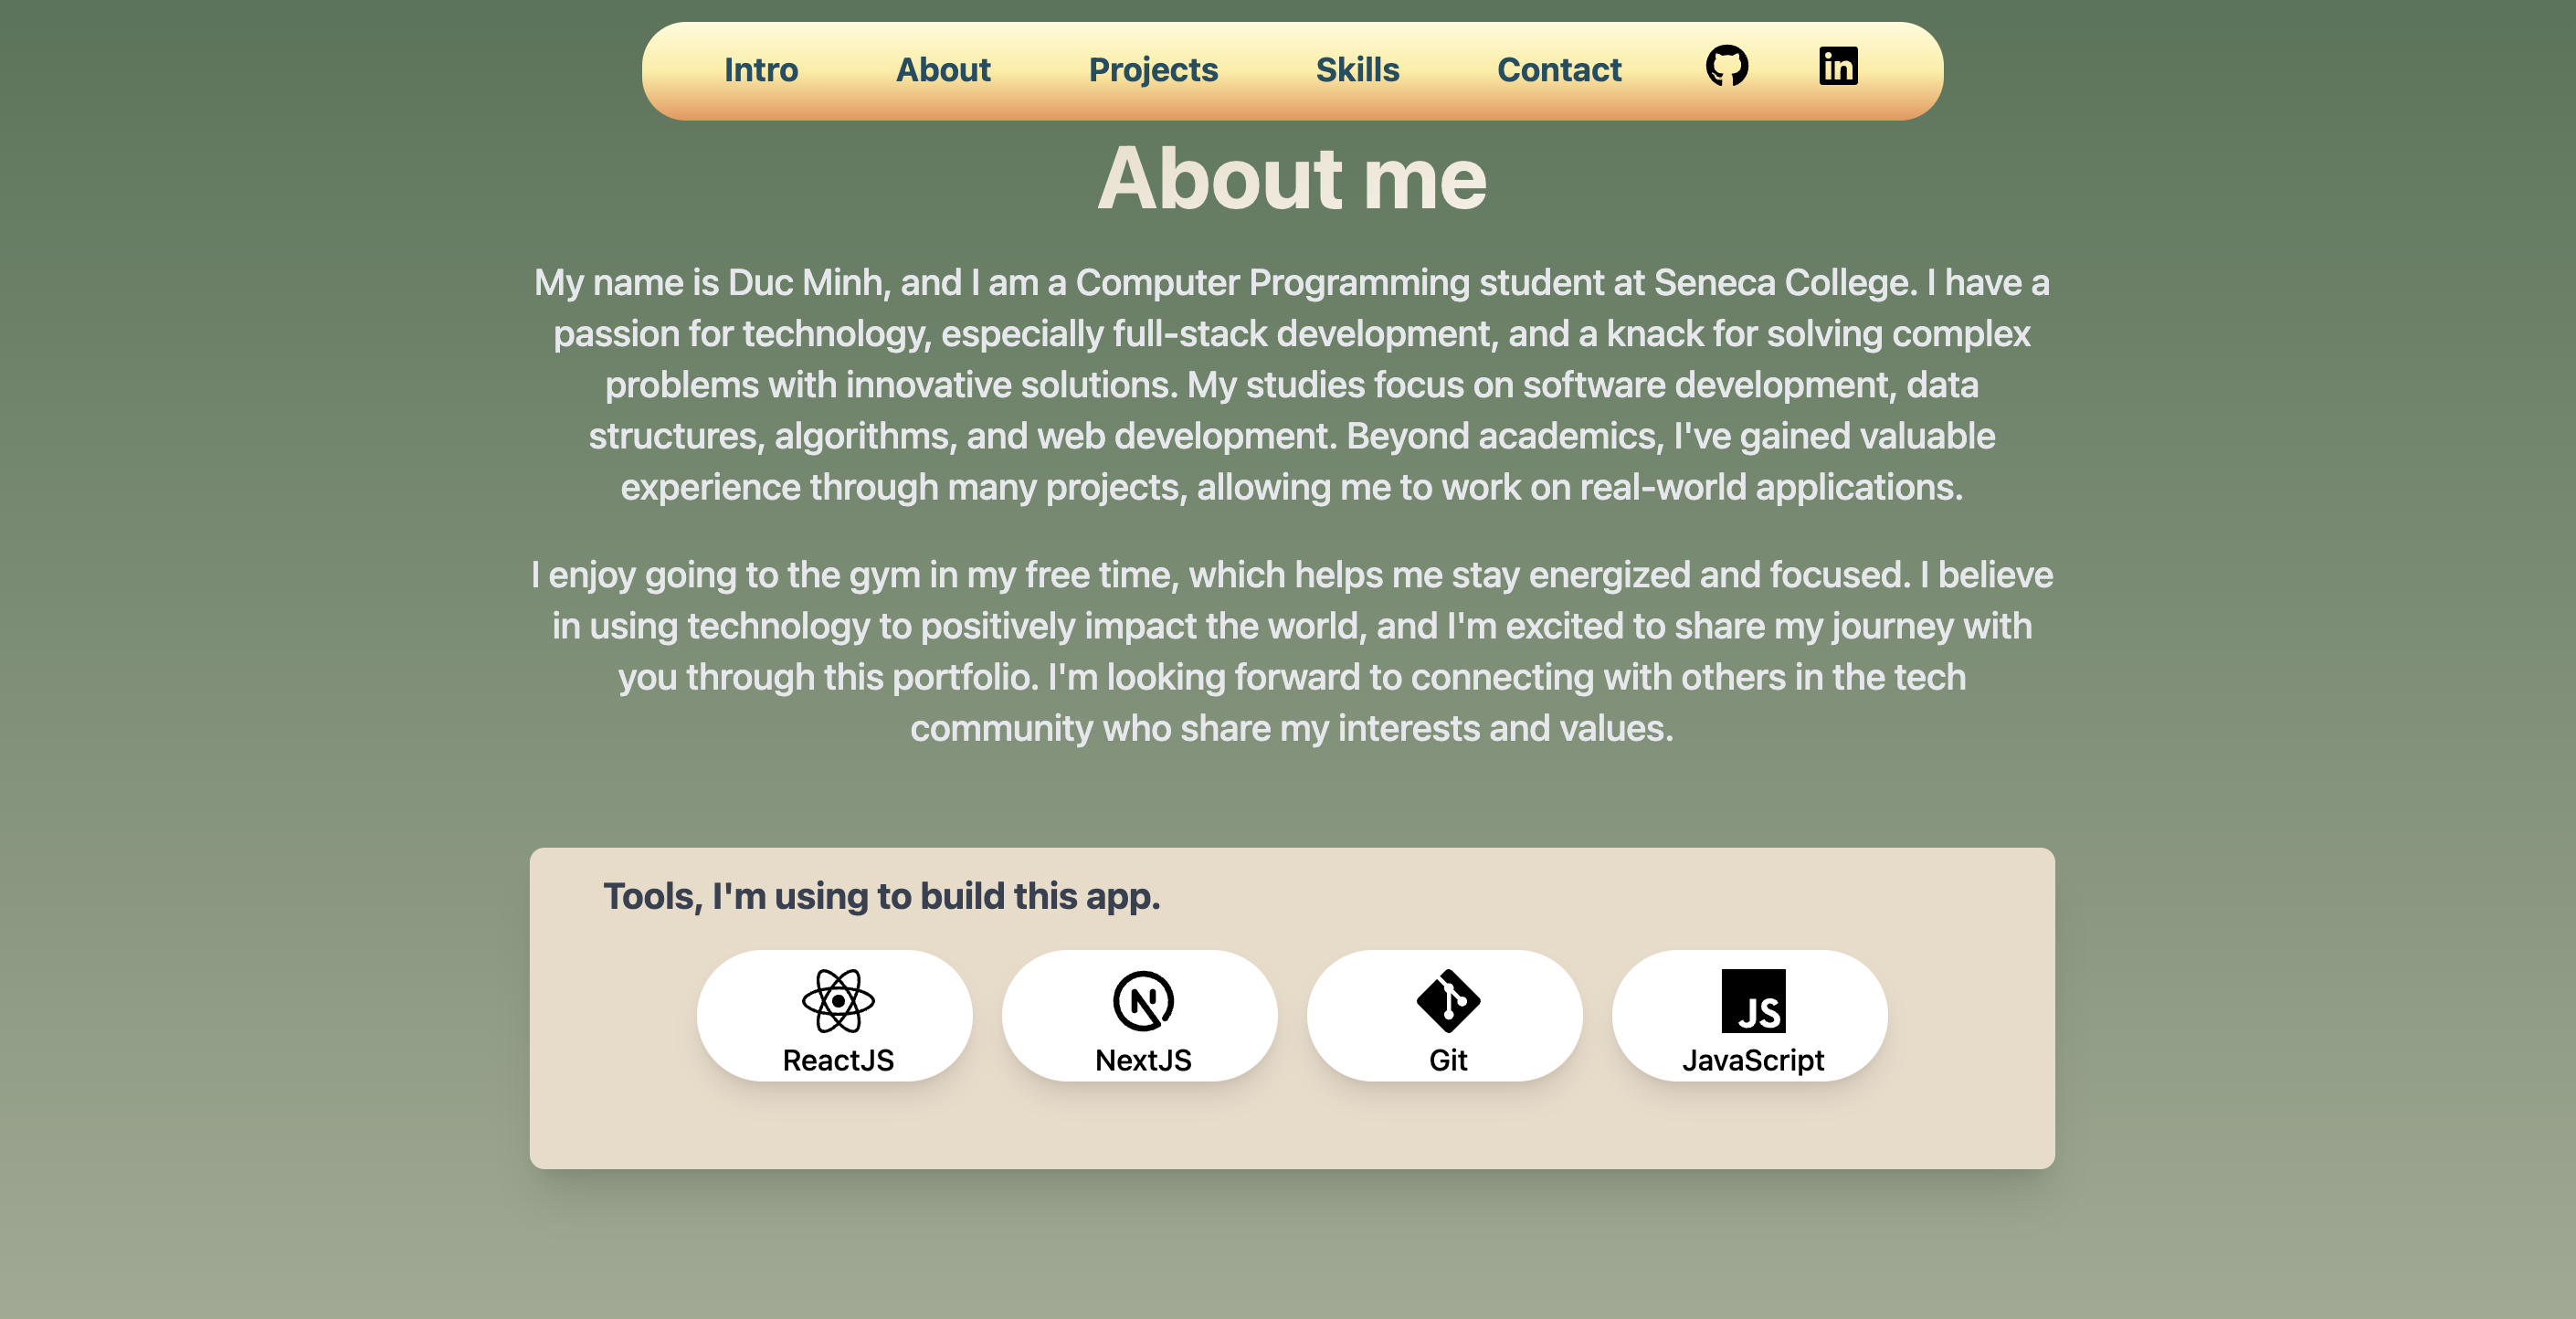 Intro About Projects Skills Contact in
About me
My name is Duc Minh, and I am a Computer Programming student at Seneca College. I have a
passion for technology, especially full-stack development, and a knack for solving complex
problems with innovative solutions. My studies focus on software development, data
structures, algorithms, and web development. Beyond academics, I've gained valuable
experience through many projects, allowing me to work on real-world applications.
I enjoy going to the gym in my free time, which helps me stay energized and focused. I believe
in using technology to positively impact the world, and I'm excited to share my journey with
you through this portfolio. I'm looking forward to connecting with others in the tech
community who share my interests and values.
Tools, I'm using to build this app.
N JS
ReactJS NextJS Git JavaScript